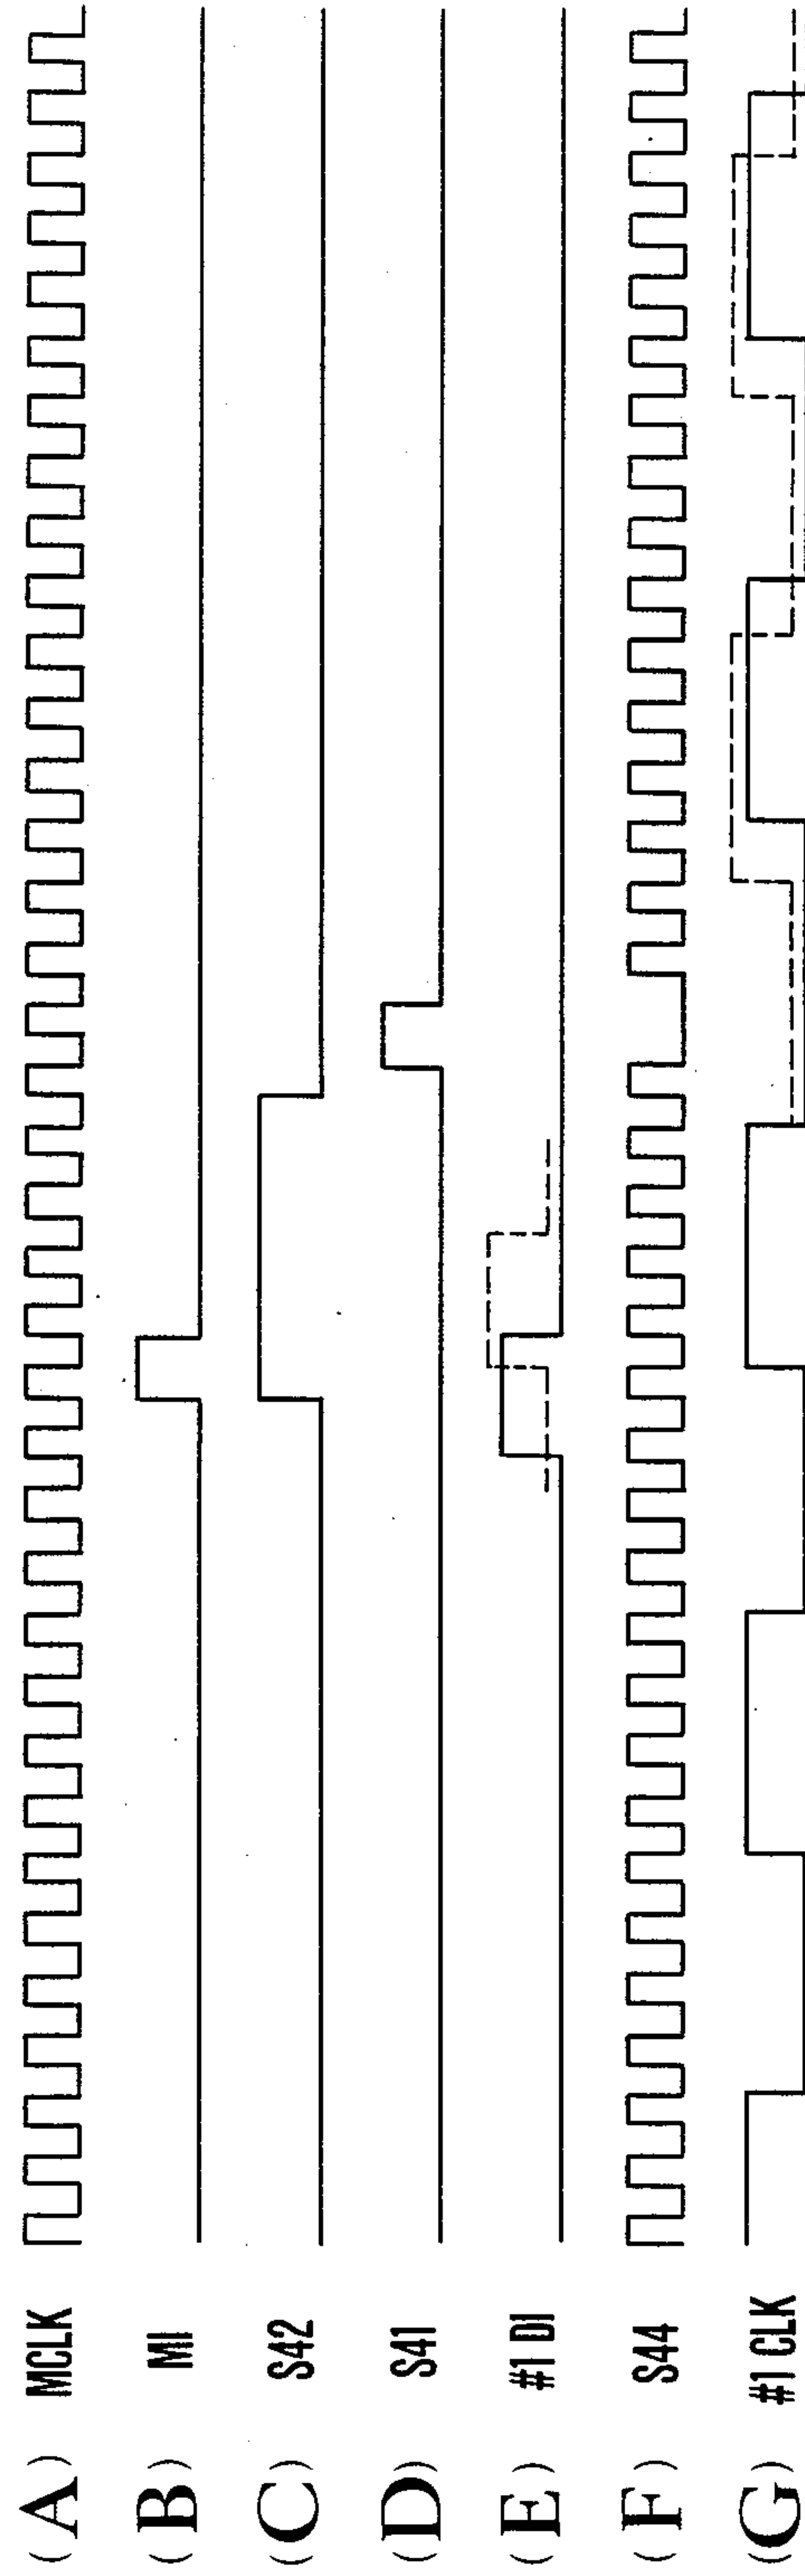 (A) MCLK
(B) MI
(C) S42
(D) S41
(E) #1 DI
(F) S44
(G) #1 CLK